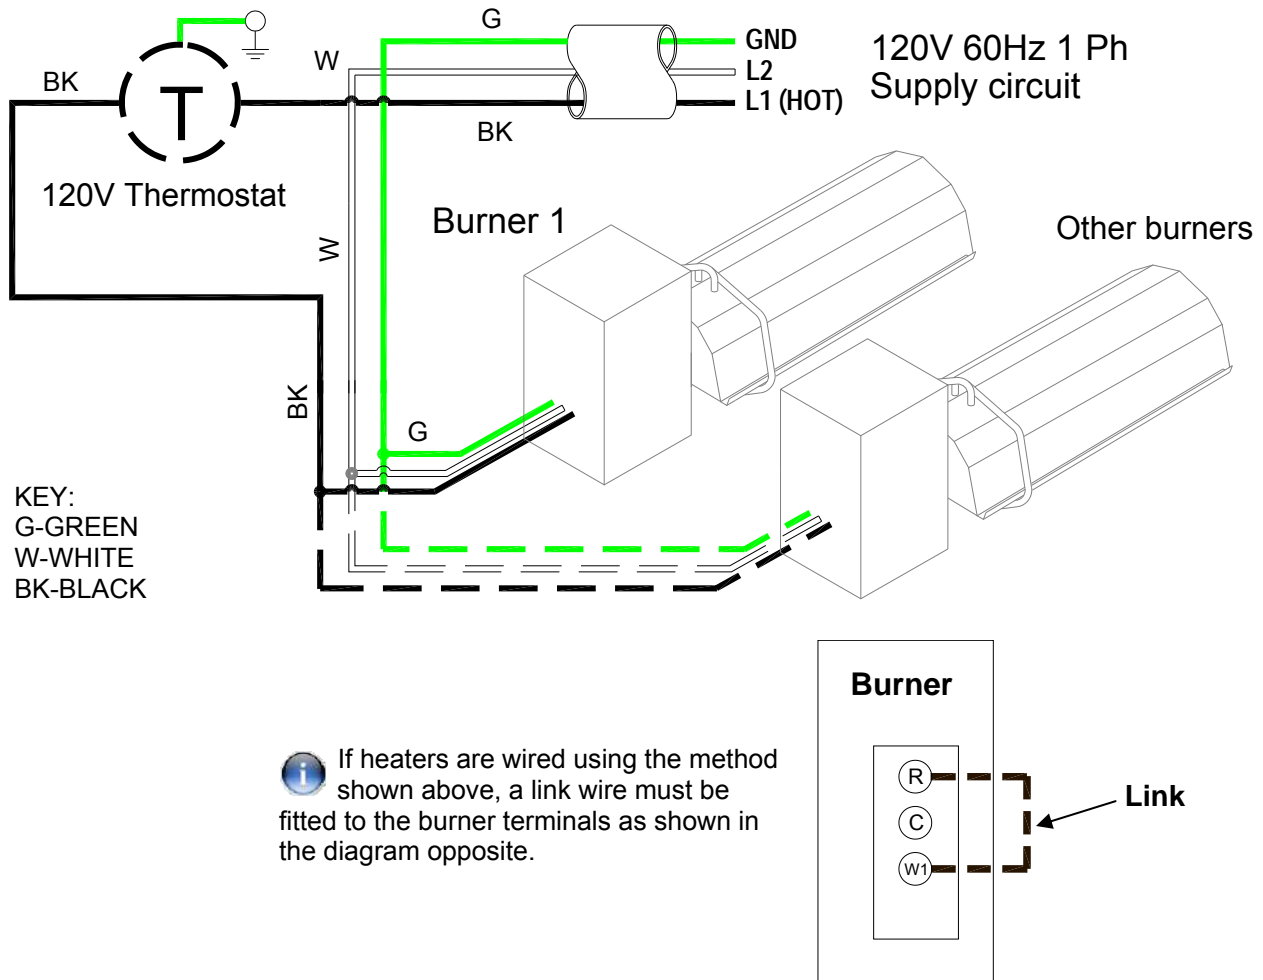 G
GND
W
L2
BK
T
L1 (HOT)
BK
120V 60Hz 1 Ph
Supply circuit
120V Thermostat
Burner 1
Other burners
W
BK
G
KEY:
G-GREEN
W-WHITE
BK-BLACK
i
If heaters are wired using the method
shown above, a link wire must be
fitted to the burner terminals as shown in
the diagram opposite.
Burner
R
C
W1
Link